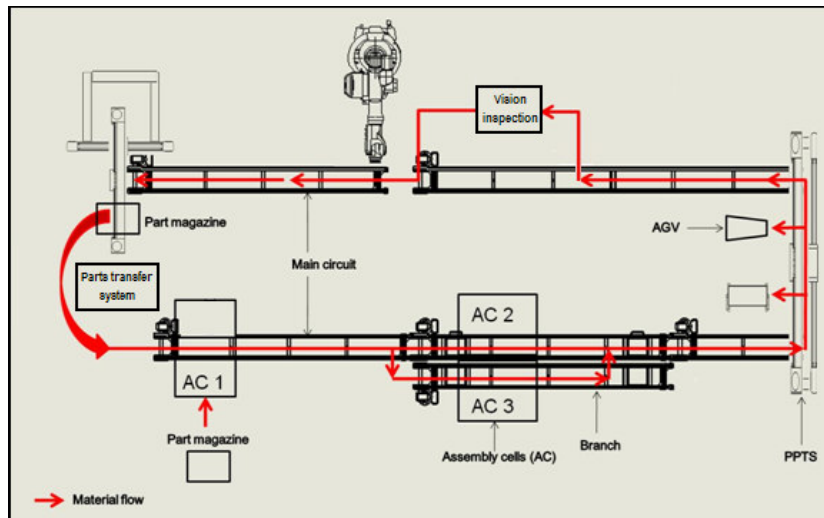 Vision
inspection
Part magazine
AGV
Main circuit
Parts transfer
system
AC 2
AC 1
AC 3
Part magazine
Assembly cells (AC)
Branch
PPTS
Material flow